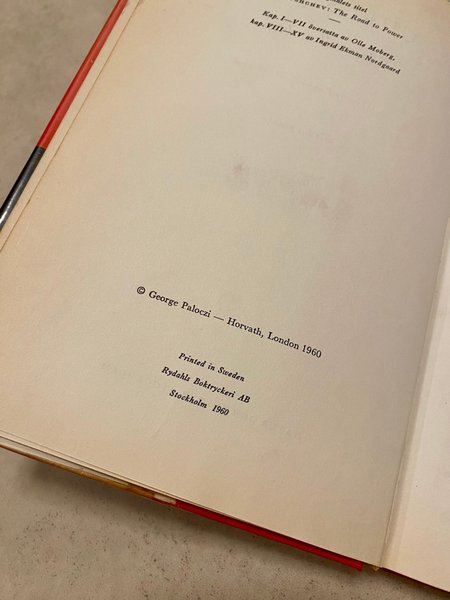 titel
: The Road to Power
Kap. I—VII översatta av Olle Moberg,
kap. VIII—XV av Ingrid Ekman Nordgaard
© George Paloczi — Horvath, London 1960
Printed in Sweden
Rydahls Boktryckeri AB
Stockholm 1960